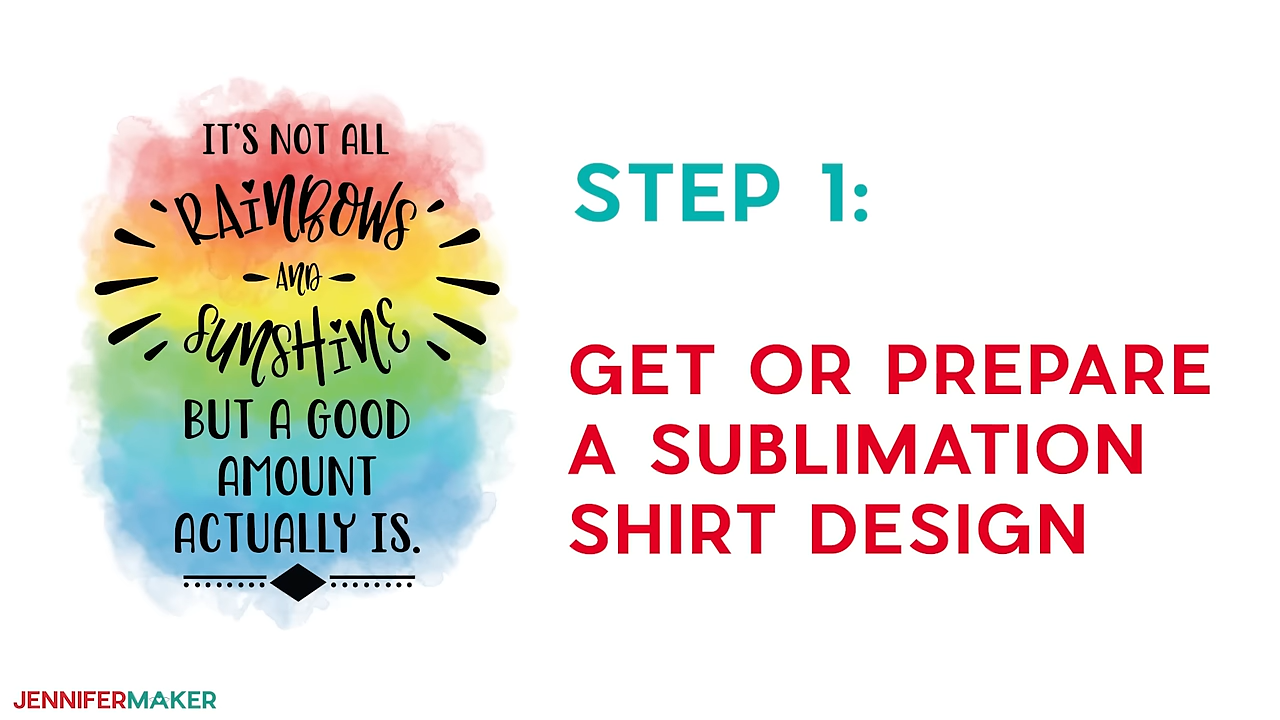 IT'S NOT ALL
RAiNBOWS
AND
SUNSHiNE
BUT A GOOD
AMOUNT
ACTUALLY IS.
STEP 1:
GET OR PREPARE
A SUBLIMATION
SHIRT DESIGN
JENNIFERMAKER